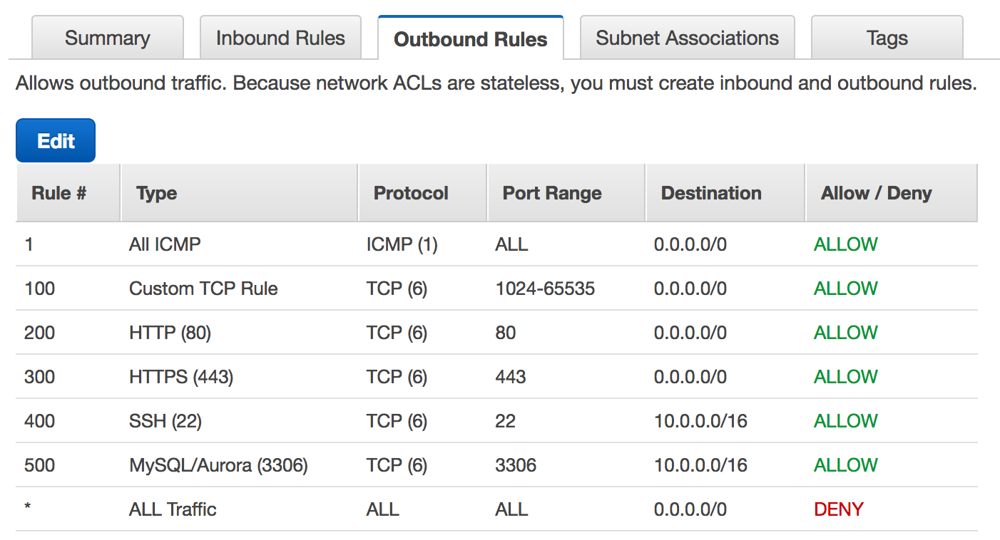 Summary Inbound Rules Outbound Rules Subnet Associations Tags
Allows outbound traffic. Because network ACLs are stateless, you must create inbound and outbound rules.
Edit
Rule # Type Protocol Port Range Destination Allow / Deny
1 All ICMP ICMP (1) ALL 0.0.0.0/0 ALLOW
100 Custom TCP Rule TCP (6) 1024-65535 0.0.0.0/0 ALLOW
200 HTTP (80) TCP (6) 80 0.0.0.0/0 ALLOW
300 HTTPS (443) TCP (6) 443 0.0.0.0/0 ALLOW
400 SSH (22) TCP (6) 22 10.0.0.0/16 ALLOW
500 MySQL/Aurora (3306) TCP (6) 3306 10.0.0.0/16 ALLOW
* ALL Traffic ALL ALL 0.0.0.0/0 DENY